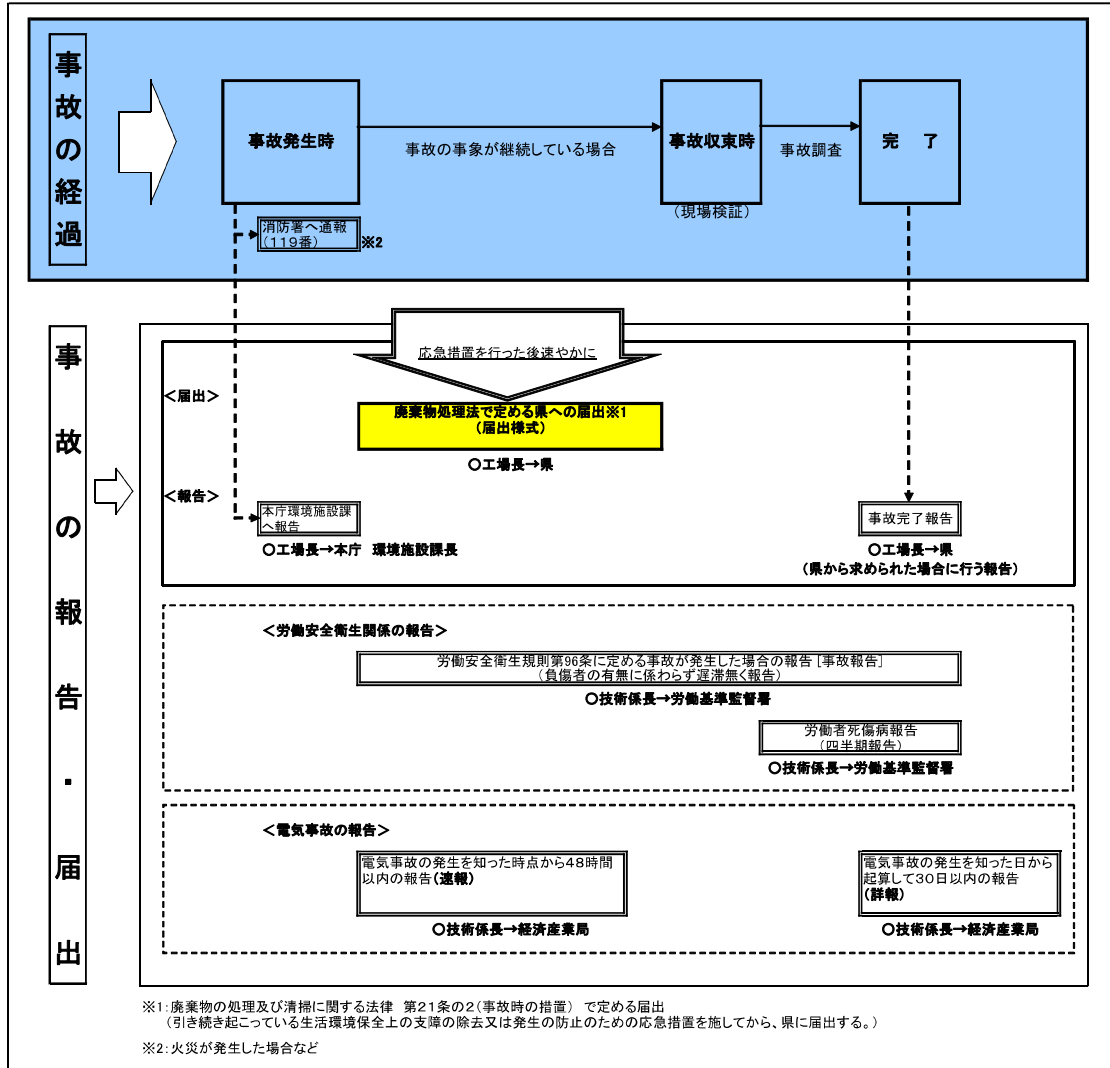 事故の経過
事故発生時
事故の事象が継続している場合
事故収束時
(現場検証)
事故調査
完　了
消防署へ通報
(119番)
※2
事故の報告・届出
応急措置を行った後速やかに
＜届出＞
廃棄物処理法で定める県への届出※1
(届出様式)
○工場長→県
＜報告＞
本庁環境施設課
へ報告
○工場長→本庁　環境施設課長
事故完了報告
○工場長→県
(県から求められた場合に行う報告)
＜労働安全衛生関係の報告＞
労働安全衛生規則第96条に定める事故が発生した場合の報告 [事故報告]
(負傷者の有無に係わらず遅滞無く報告)
○技術係長→労働基準監督署
労働者死傷病報告
(四半期報告)
○技術係長→労働基準監督署
＜電気事故の報告＞
電気事故の発生を知った時点から48時間
以内の報告(速報)
○技術係長→経済産業局
電気事故の発生を知った日から
起算して30日以内の報告
(詳報)
○技術係長→経済産業局
※1:廃棄物の処理及び清掃に関する法律　第21条の2(事故時の措置)　で定める届出
(引き続き起こっている生活環境保全上の支障の除去又は発生の防止のための応急措置を施してから、県に届出する。)
※2:火災が発生した場合など